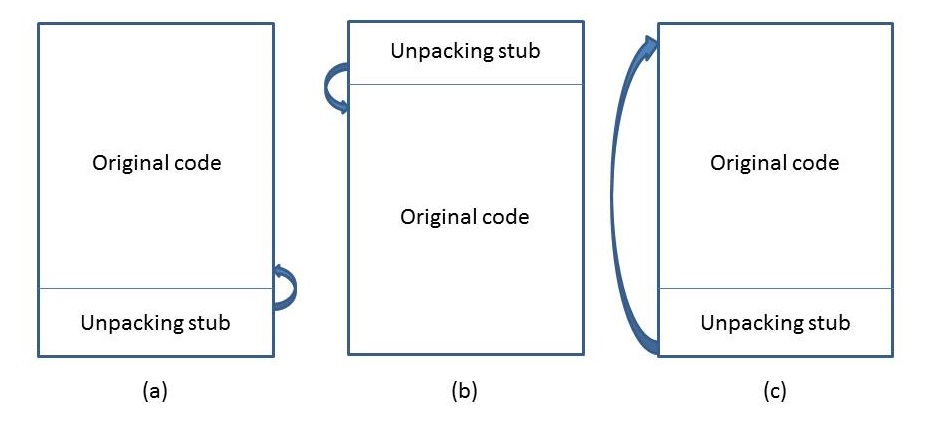 Original code
Unpacking stub
(a)
Unpacking stub
Original code
(b)
Original code
Unpacking stub
(c)